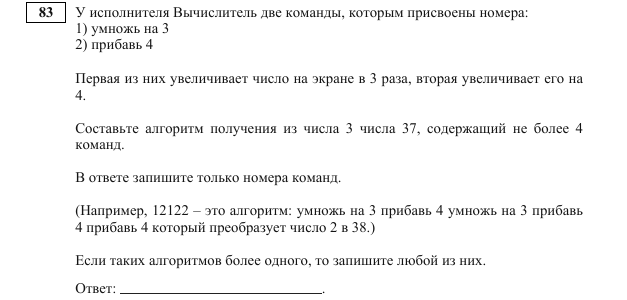 83
У исполнителя Вычислитель две команды, которым присвоены номера:
1) умножь на 3
2) прибавь 4
Первая из них увеличивает число на экране в 3 раза, вторая увеличивает его на
4.
Составьте алгоритм получения из числа 3 числа 37, содержащий не более 4
команд.
В ответе запишите только номера команд.
(Например, 12122 – это алгоритм: умножь на 3 прибавь 4 умножь на 3 прибавь
4 прибавь 4 который преобразует число 2 в 38.)
Если таких алгоритмов более одного, то запишите любой из них.
Ответ: ___________________________.